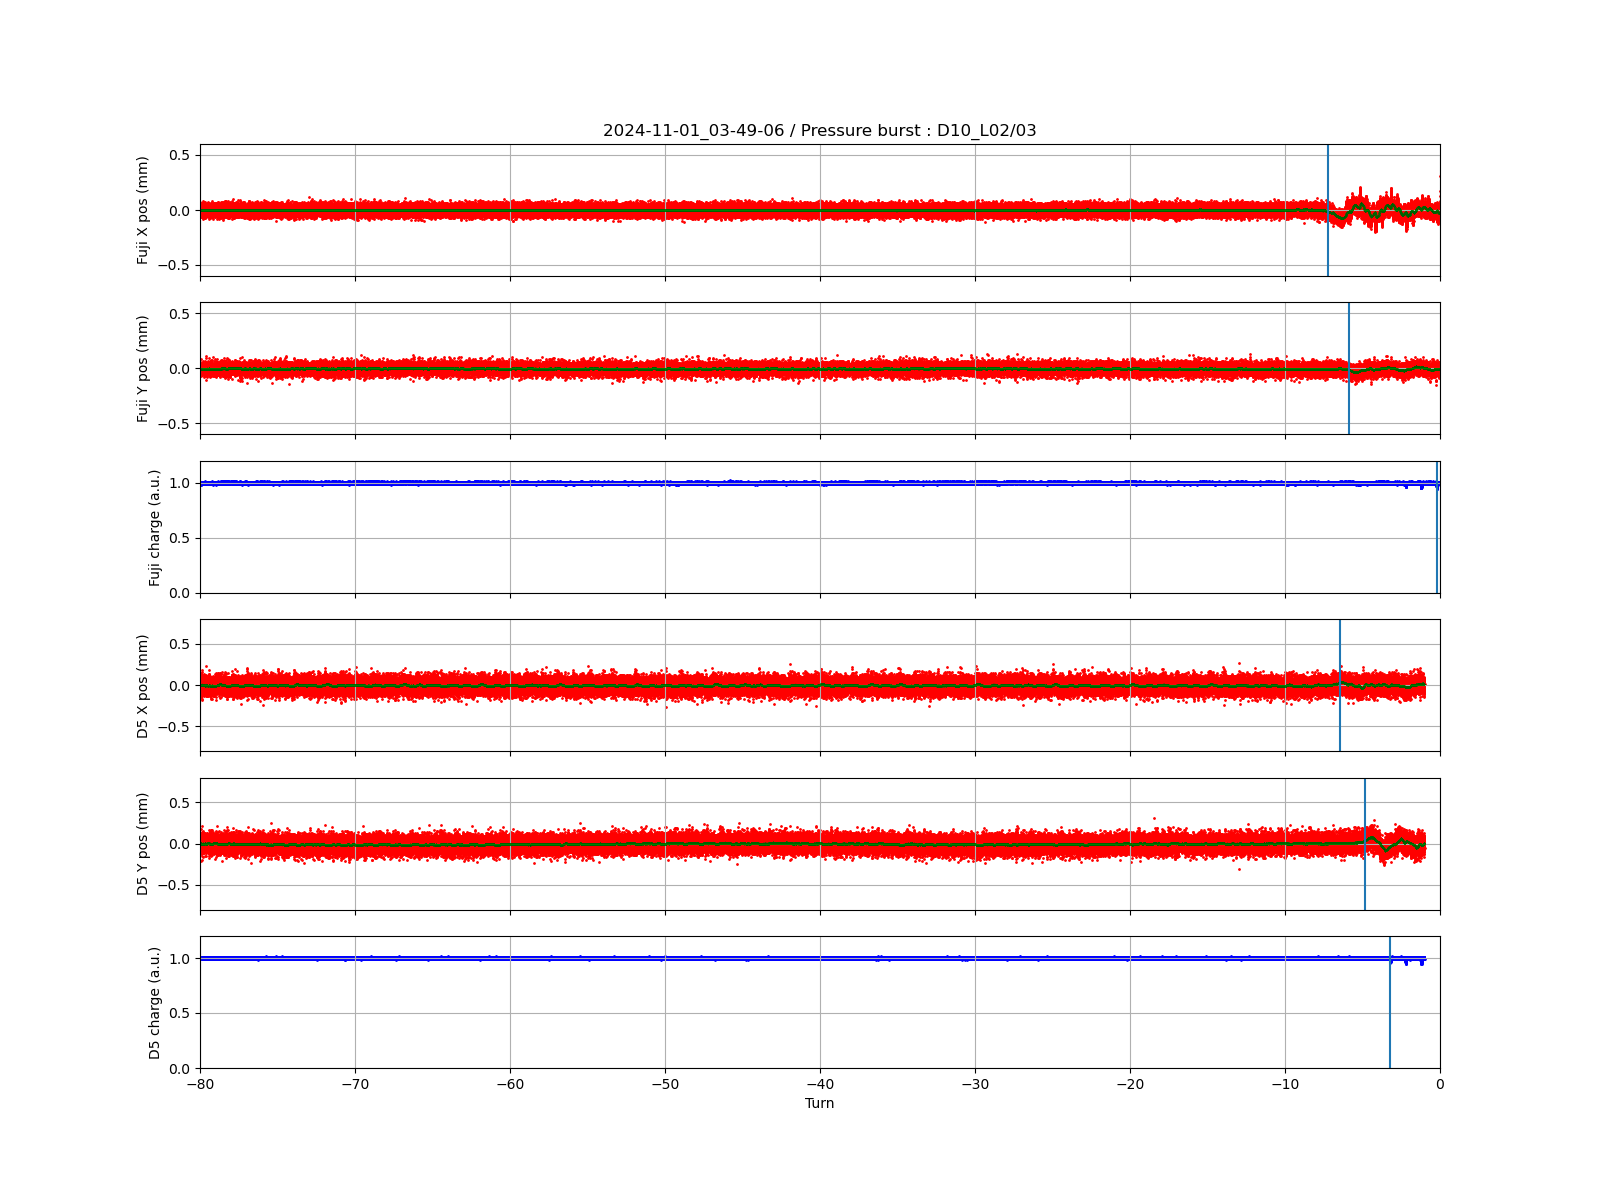 2024-11-01_03-49-06 / Pressure burst : D10_L02/03
Fuji X pos (mm)
0.5
0.0
−0.5
Fuji Y pos (mm)
0.5
0.0
−0.5
Fuji charge (a.u.)
1.0
0.5
0.0
D5 X pos (mm)
0.5
0.0
−0.5
D5 Y pos (mm)
0.5
0.0
−0.5
D5 charge (a.u.)
1.0
0.5
0.0
−80 −70 −60 −50 −40 −30 −20 −10 0
Turn